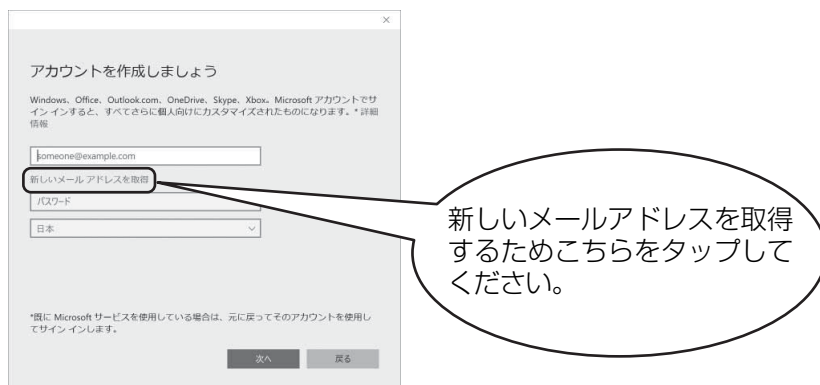 アカウントを作成しましょう
Windows、Office、Outlook.com、OneDrive、Skype、Xbox。Microsoft アカウントでサ
イン インすると、すべてさらに個人向けにカスタマイズされたものになります。* 詳細
情報
someone@example.com
新しいメール アドレスを取得
パスワード
日本
新しいメールアドレスを取得
するためこちらをタップして
ください。
*既に Microsoft サービスを使用している場合は、元に戻ってそのアカウントを使用し
てサイン インします。
次へ
戻る